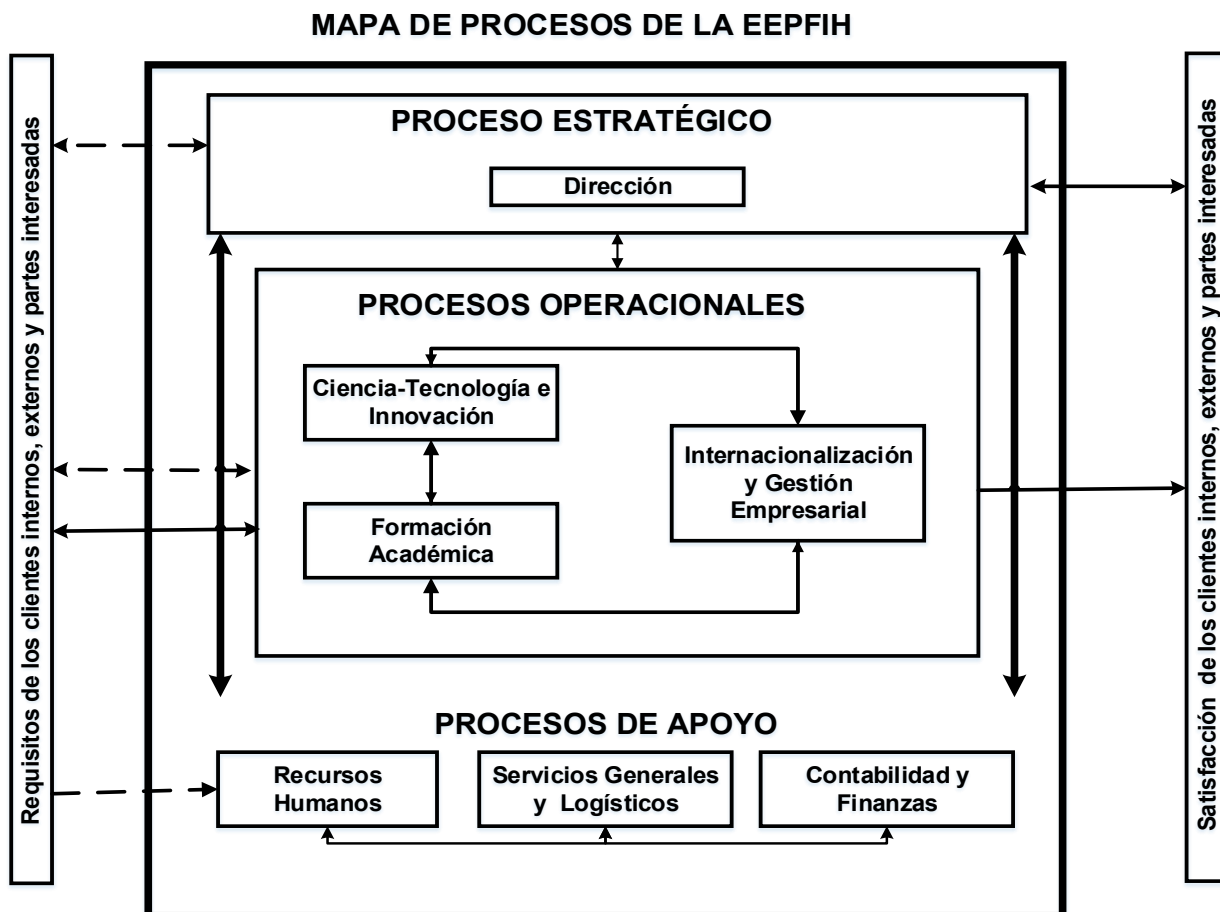 MAPA DE PROCESOS DE LA EEPFIH
Requisitos de los clientes internos, externos y partes interesadas
PROCESO ESTRATÉGICO
Dirección
PROCESOS OPERACIONALES
Ciencia-Tecnología e
Innovación
Internacionalización
y Gestión
Empresarial
Formación
Académica
PROCESOS DE APOYO
Recursos
Humanos
Servicios Generales
y Logísticos
Contabilidad y
Finanzas
Satisfacción de los clientes internos, externos y partes interesadas